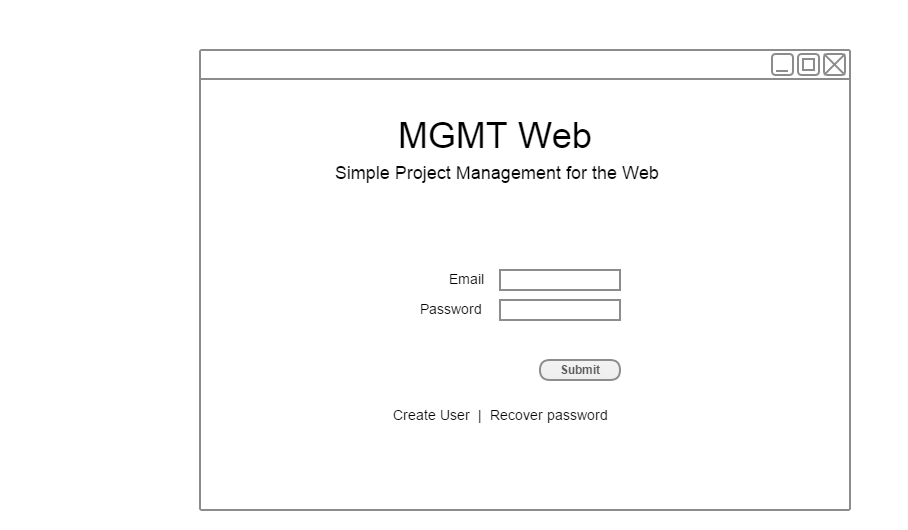 MGMT Web
Simple Project Management for the Web
Email
Password
Submit
Create User | Recover password